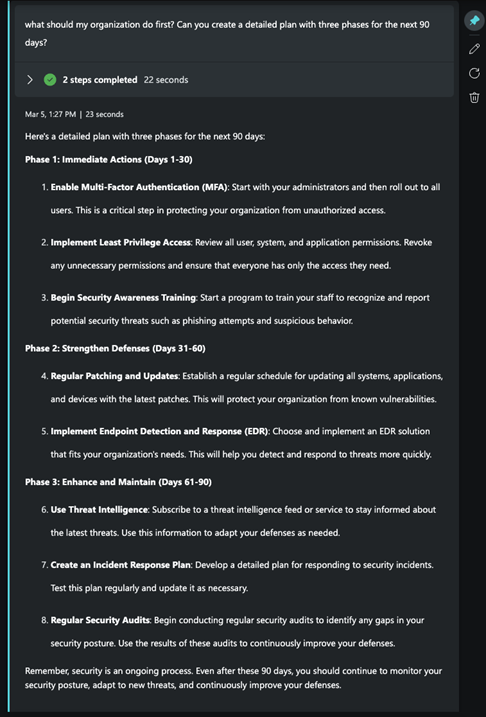 what should my organization do first? Can you create a detailed plan with three phases for the next 90
days?
2 steps completed 22 seconds
Mar 5, 1:27 PM | 23 seconds
Here's a detailed plan with three phases for the next 90 days:
Phase 1: Immediate Actions (Days 1-30)
1. Enable Multi-Factor Authentication (MFA): Start with your administrators and then roll out to all
users. This is a critical step in protecting your organization from unauthorized access.
2. Implement Least Privilege Access: Review all user, system, and application permissions. Revoke
any unnecessary permissions and ensure that everyone has only the access they need.
3. Begin Security Awareness Training: Start a program to train your staff to recognize and report
potential security threats such as phishing attempts and suspicious behavior.
Phase 2: Strengthen Defenses (Days 31-60)
4. Regular Patching and Updates: Establish a regular schedule for updating all systems, applications,
and devices with the latest patches. This will protect your organization from known vulnerabilities.
5. Implement Endpoint Detection and Response (EDR): Choose and implement an EDR solution
that fits your organization's needs. This will help you detect and respond to threats more quickly.
Phase 3: Enhance and Maintain (Days 61-90)
6. Use Threat Intelligence: Subscribe to a threat intelligence feed or service to stay informed about
the latest threats. Use this information to adapt your defenses as needed.
7. Create an Incident Response Plan: Develop a detailed plan for responding to security incidents.
Test this plan regularly and update it as necessary.
8. Regular Security Audits: Begin conducting regular security audits to identify any gaps in your
security posture. Use the results of these audits to continuously improve your defenses.
Remember, security is an ongoing process. Even after these 90 days, you should continue to monitor your
security posture, adapt to new threats, and continuously improve your defenses.